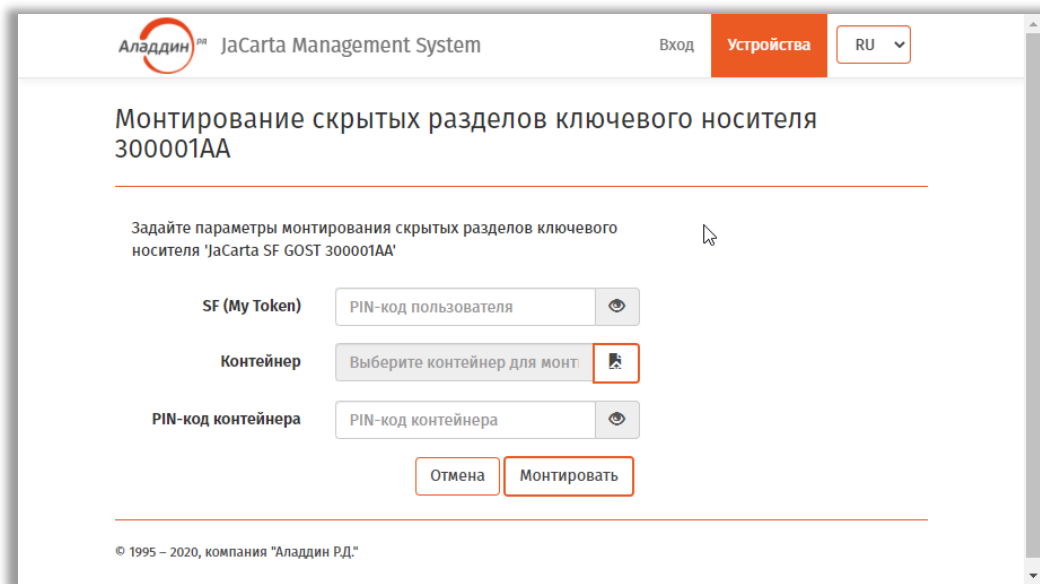 Аладдин РД JaCarta Management System Вход Устройства RU
Монтирование скрытых разделов ключевого носителя
300001AA
Задайте параметры монтирования скрытых разделов ключевого
носителя 'JaCarta SF GOST 300001AA'
SF (My Token) PIN-код пользователя
Контейнер Выберите контейнер для монт
PIN-код контейнера PIN-код контейнера
Отмена Монтировать
© 1995 – 2020, компания "Аладдин Р.Д."